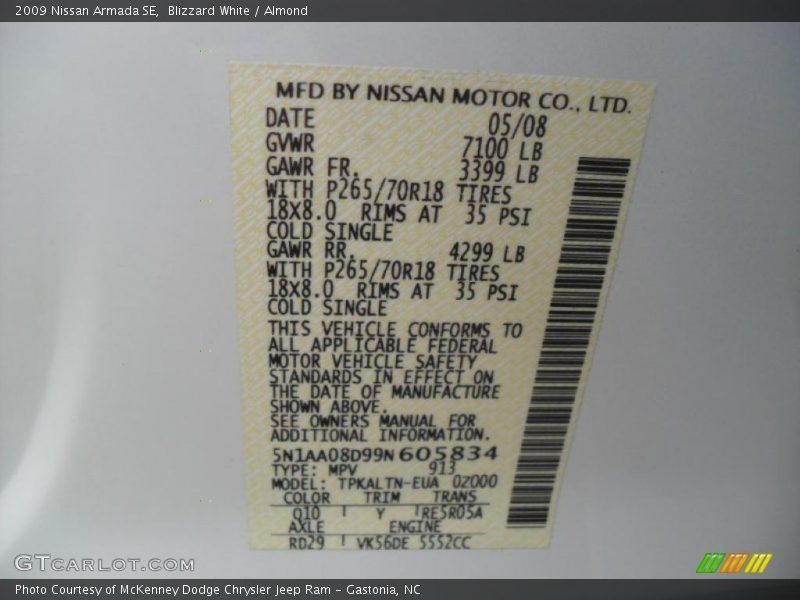 2009 Nissan Armada SE, Blizzard White / Almond
MFD BY NISSAN MOTOR CO., LTD.
DATE 05/08
GVWR 7100 LB
GAWR FR. 3399 LB
WITH P265/70R18 TIRES
18X8.0 RIMS AT 35 PSI
COLD SINGLE
GAWR RR. 4299 LB
WITH P265/70R18 TIRES
18X8.0 RIMS AT 35 PSI
COLD SINGLE
THIS VEHICLE CONFORMS TO
ALL APPLICABLE FEDERAL
MOTOR VEHICLE SAFETY
STANDARDS IN EFFECT ON
THE DATE OF MANUFACTURE
SHOWN ABOVE.
SEE OWNERS MANUAL FOR
ADDITIONAL INFORMATION.
5N1AA08D99N605834
TYPE: MPV 913
MODEL: TPKALTN-EUA 02000
COLOR TRIM TRANS
Q10 Y RE5R05A
AXLE ENGINE
RD29 VK56DE 5552CC
GTCARLOT.COM
Photo Courtesy of McKenney Dodge Chrysler Jeep Ram - Gastonia, NC